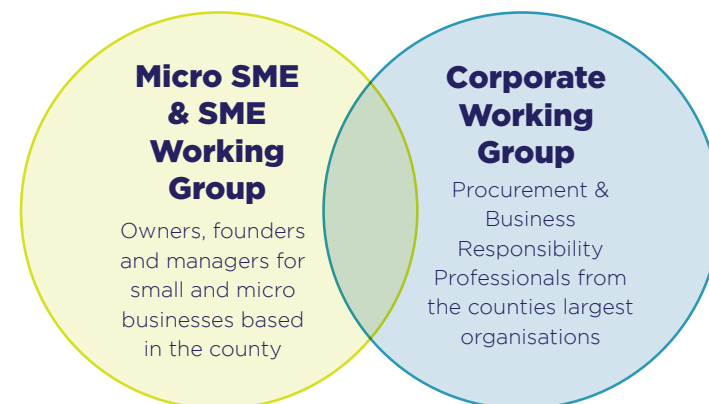 Micro SME
& SME
Working
Group
Owners, founders
and managers for
small and micro
businesses based
in the county
Corporate
Working
Group
Procurement &
Business
Responsibility
Professionals from
the counties largest
organisations